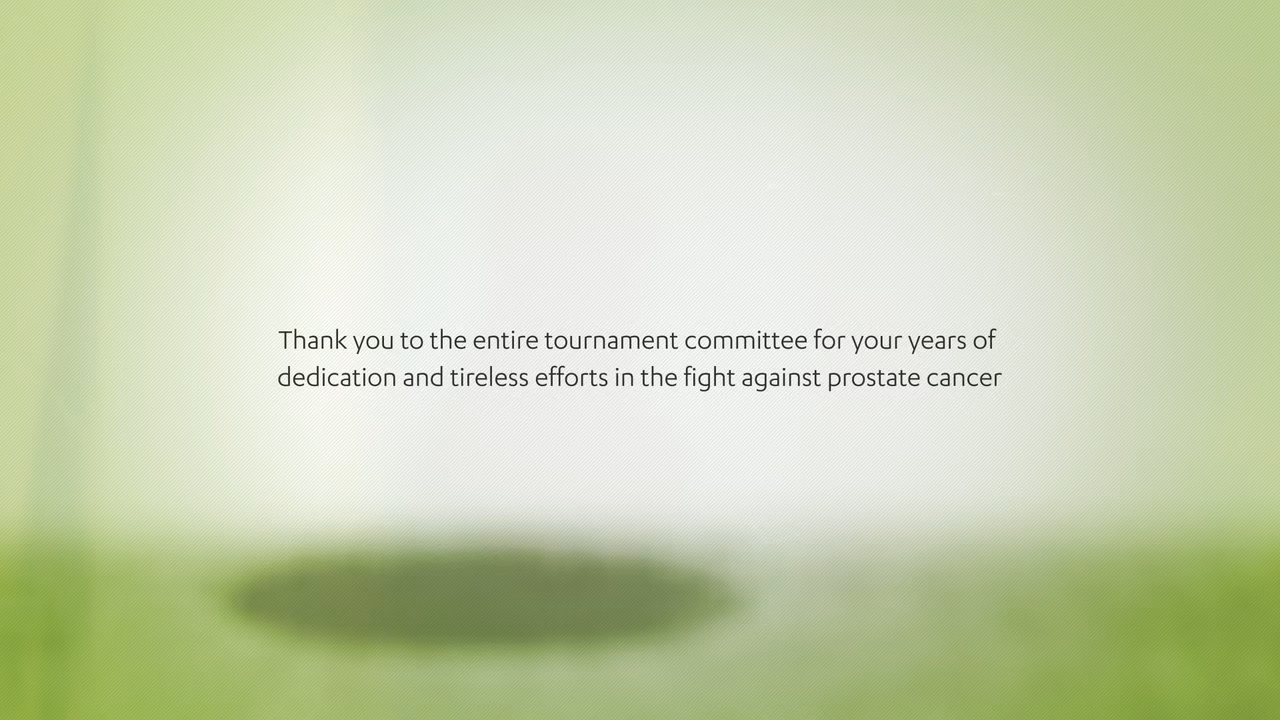 Thank you to the entire tournament committee for your years of
dedication and tireless efforts in the fight against prostate cancer